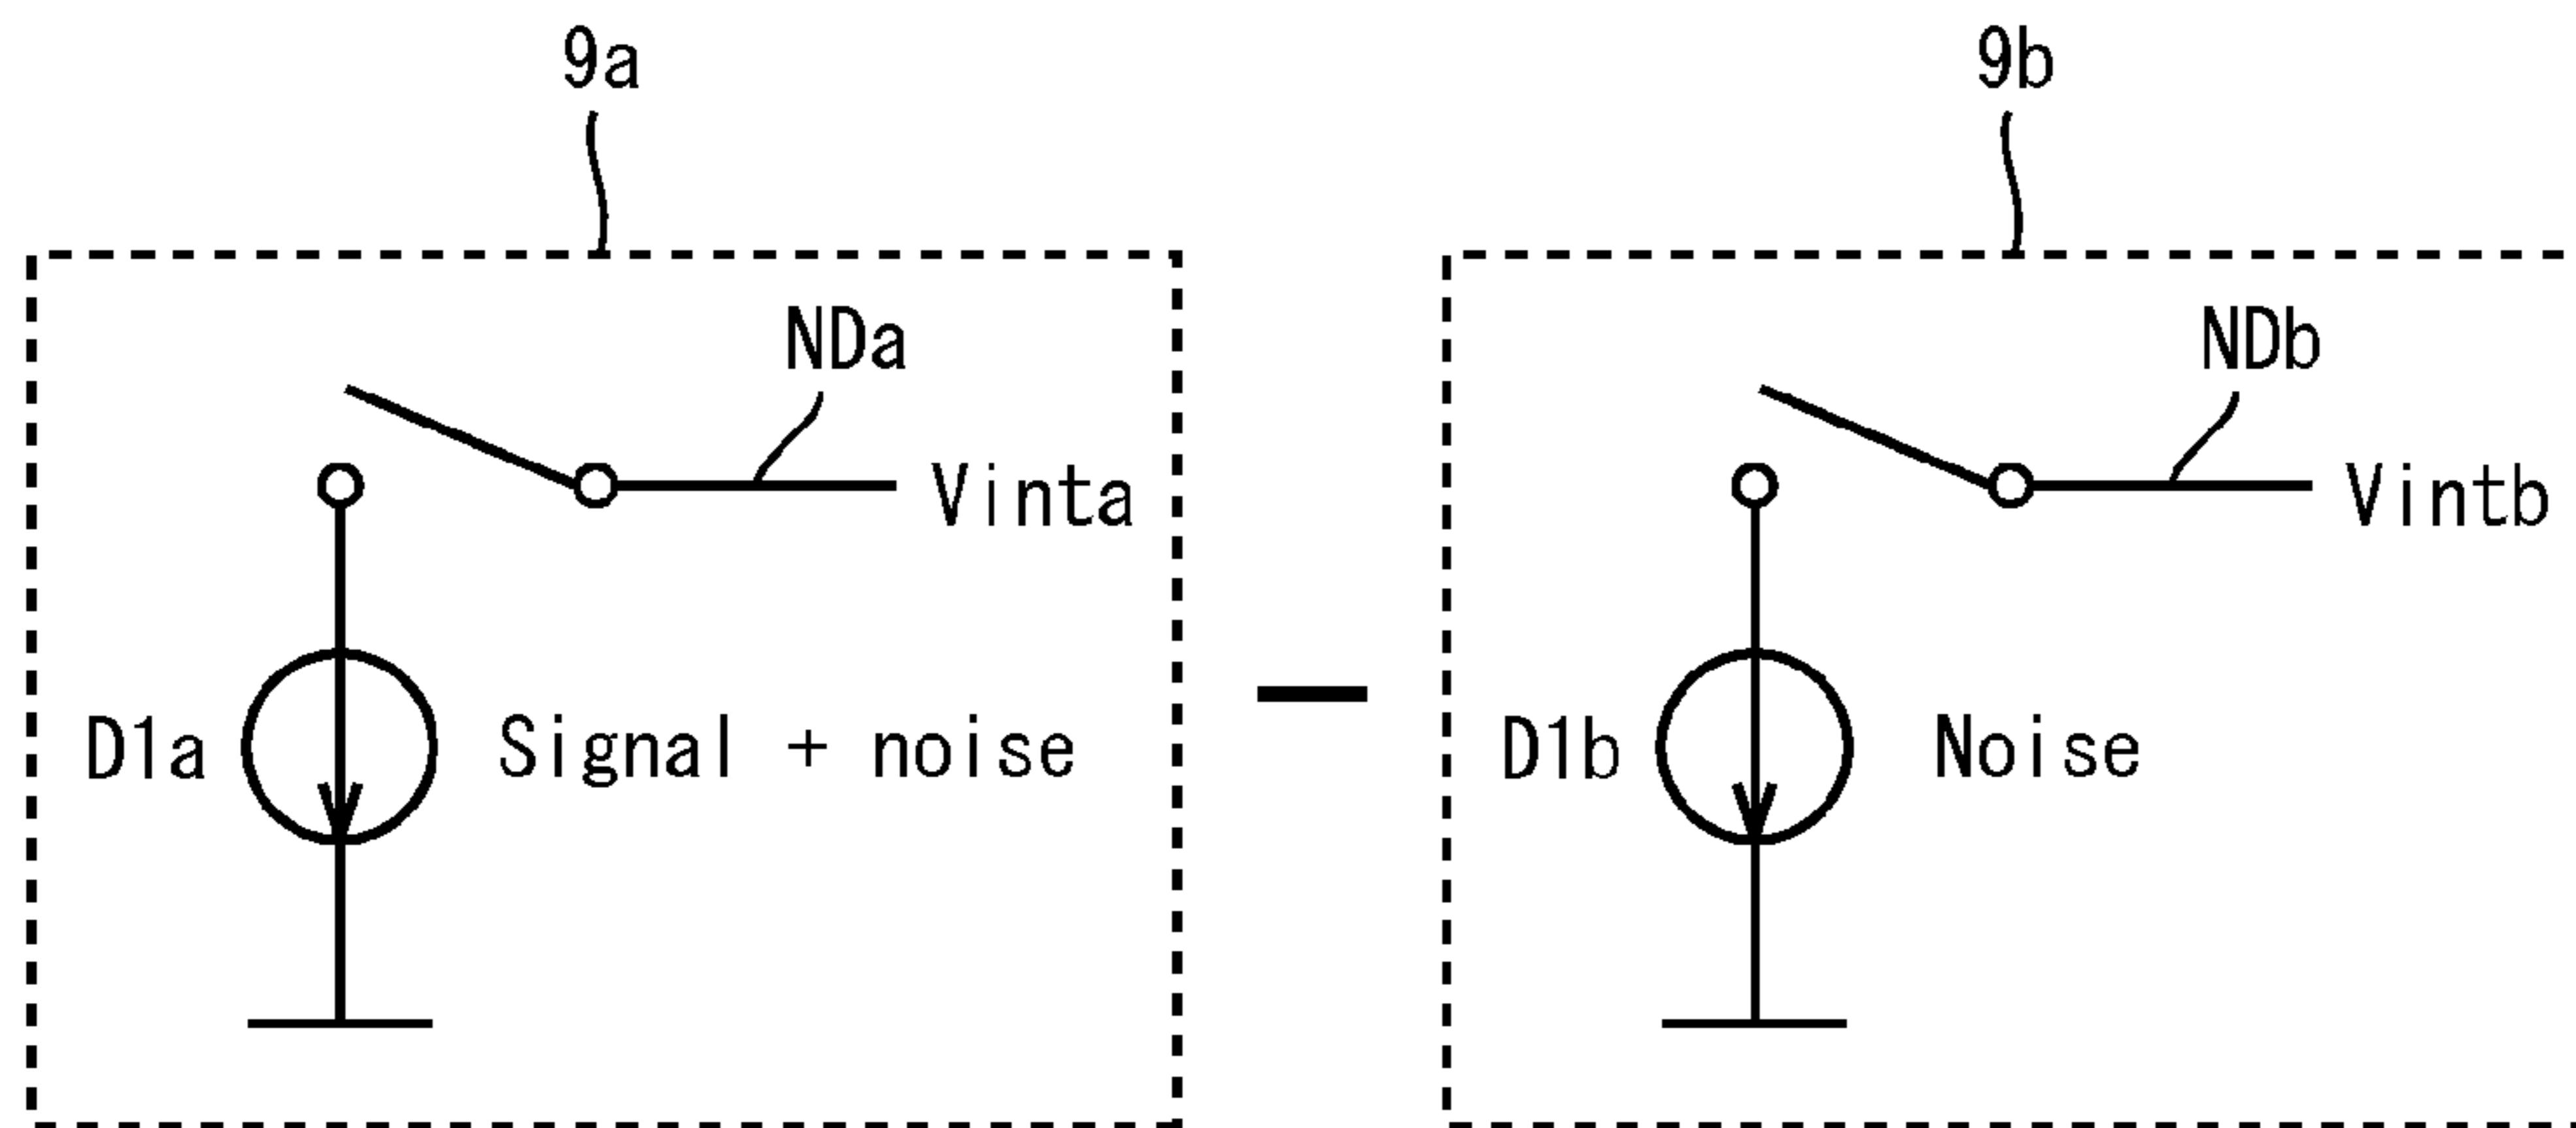 9a
9b
NDa
NDb
Vinta
Vintb
D1a
Signal + noise
D1b
Noise